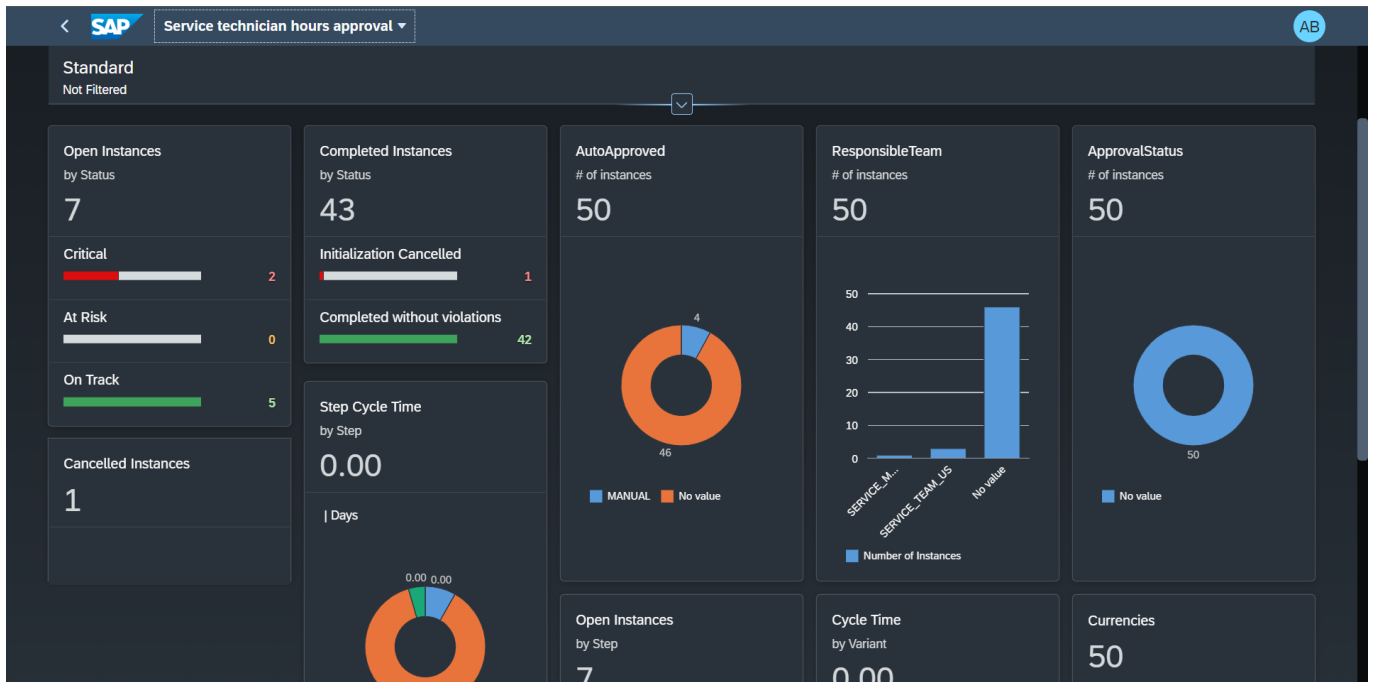 SAP
Service technician hours approval
AB
Standard
Not Filtered
Open Instances
by Status
7
Critical
2
At Risk
0
On Track
5
Cancelled Instances
1
Completed Instances
by Status
43
Initialization Cancelled
1
Completed without violations
42
Step Cycle Time
by Step
0.00
| Days
0.00 0.00
AutoApproved
# of instances
50
4
46
MANUAL No value
Open Instances
by Step
7
ResponsibleTeam
# of instances
50
50
40
30
20
10
0
SERVICE_M...
SERVICE_TEAM_US
No value
Number of Instances
Cycle Time
by Variant
0.00
ApprovalStatus
# of instances
50
50
No value
Currencies
50